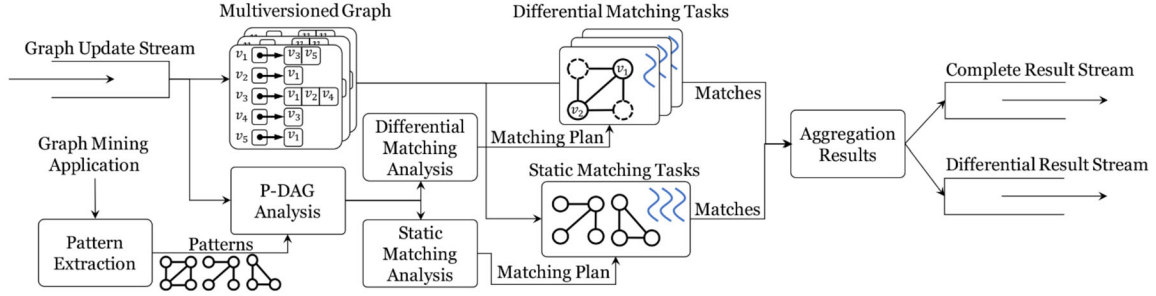 Multiversioned Graph
Differential Matching Tasks
Graph Update Stream
v1 v3 v5
v2 v1
v3 v1 v2 v4
v4 v3
v5 v1
v1
v2
Matches
Complete Result Stream
Graph Mining
Application
Differential
Matching
Analysis
Matching Plan
Aggregation
Results
Differential Result Stream
P-DAG
Analysis
Static Matching Tasks
Matches
Pattern
Extraction
Patterns
Static
Matching
Analysis
Matching Plan